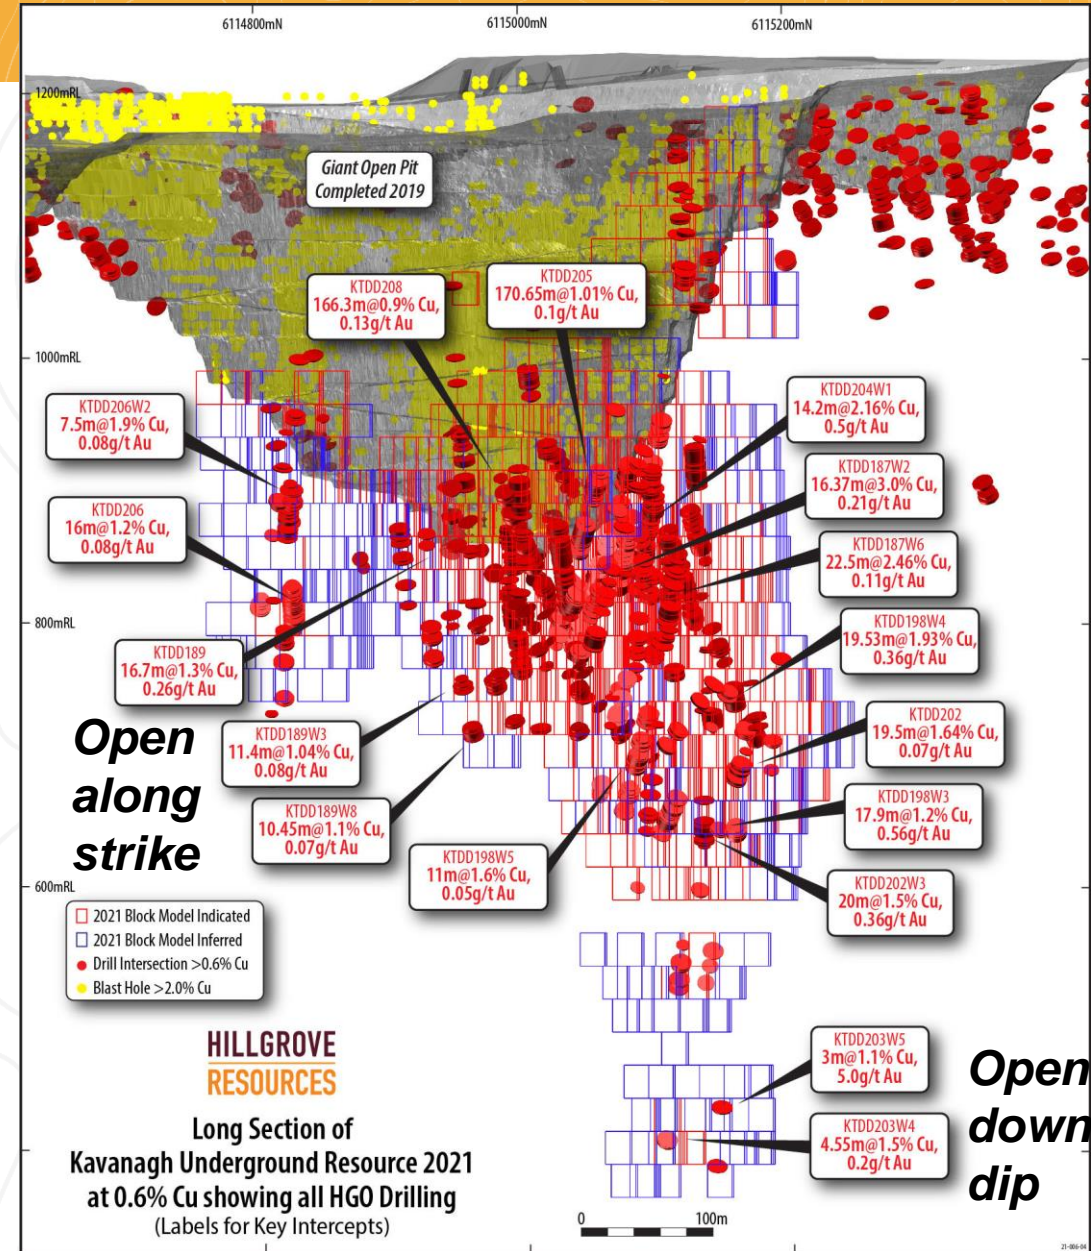 6114800mN
6115000mN
6115200mN
1200mRL
Giant Open Pit
Completed 2019
KTDD208
166.3m@0.9% Cu,
0.13g/t Au
KTDD205
170.65m@1.01% Cu,
0.1g/t Au
1000mRL
KTDD206W2
7.5m@1.9% Cu,
0.08g/t Au
KTDD204W1
14.2m@2.16% Cu,
0.5g/t Au
KTDD187W2
16.37m@3.0% Cu,
0.21g/t Au
KTDD206
16m@1.2% Cu,
0.08g/t Au
KTDD187W6
22.5m@2.46% Cu,
0.11g/t Au
800mRL
KTDD198W4
19.53m@1.93% Cu,
0.36g/t Au
KTDD189
16.7m@1.3% Cu,
0.26g/t Au
Open
along
strike
KTDD189W3
11.4m@1.04% Cu,
0.08g/t Au
KTDD202
19.5m@1.64% Cu,
0.07g/t Au
KTDD189W8
10.45m@1.1% Cu,
0.07g/t Au
KTDD198W3
17.9m@1.2% Cu,
0.56g/t Au
KTDD198W5
11m@1.6% Cu,
0.05g/t Au
KTDD202W3
20m@1.5% Cu,
0.36g/t Au
600mRL
2021 Block Model Indicated
2021 Block Model Inferred
Drill Intersection >0.6% Cu
Blast Hole >2.0% Cu
HILLGROVE
RESOURCES
Long Section of
Kavanagh Underground Resource 2021
at 0.6% Cu showing all HGO Drilling
(Labels for Key Intercepts)
KTDD203W5
3m@1.1% Cu,
5.0g/t Au
KTDD203W4
4.55m@1.5% Cu,
0.2g/t Au
Open
down
dip
0 100m